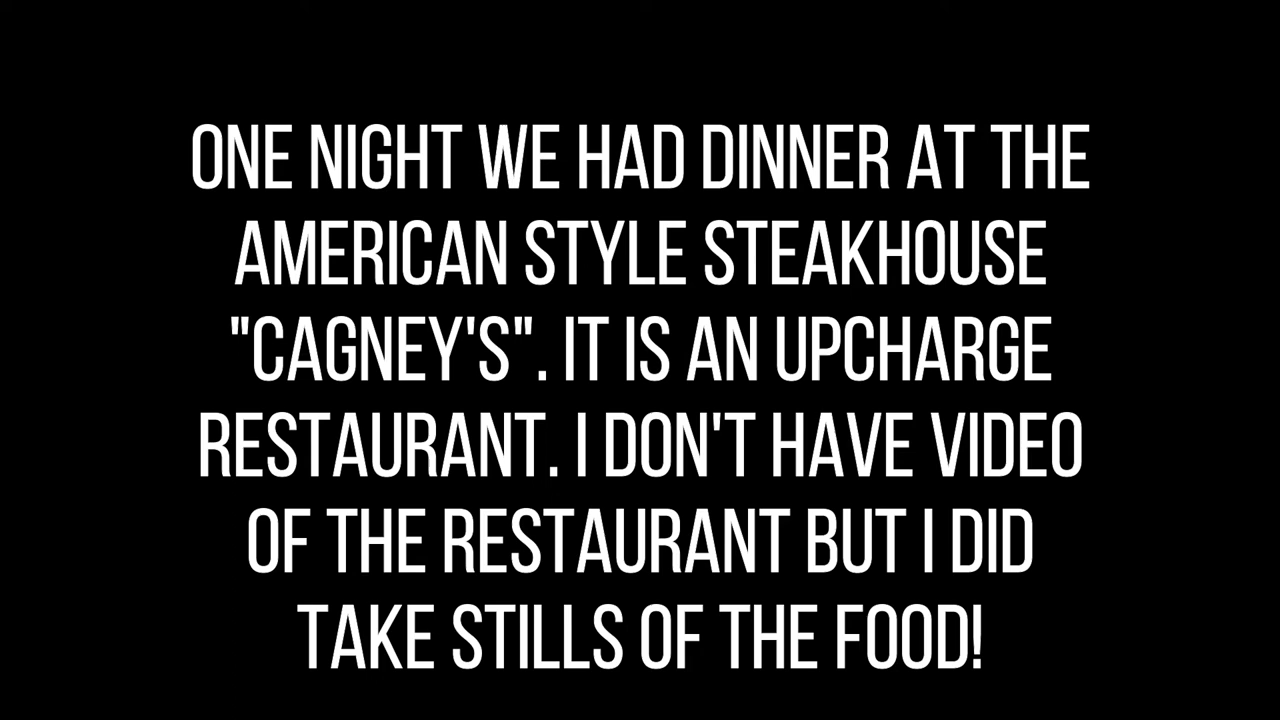 ONE NIGHT WE HAD DINNER AT THE
AMERICAN STYLE STEAKHOUSE
"CAGNEY'S". IT IS AN UPCHARGE
RESTAURANT. I DON'T HAVE VIDEO
OF THE RESTAURANT BUT I DID
TAKE STILLS OF THE FOOD!